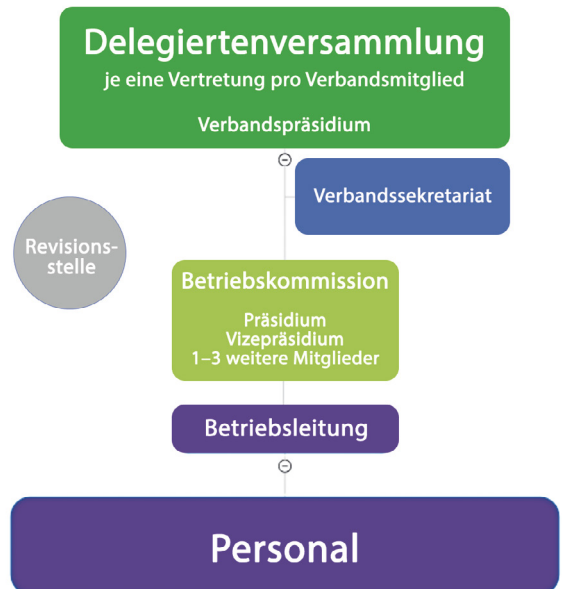 Delegiertenversammlung
je eine Vertretung pro Verbandsmitglied
Verbandspräsidium
Verbandssekretariat
Revisions-
stelle
Betriebskommission
Präsidium
Vizepräsidium
1–3 weitere Mitglieder
Betriebsleitung
Personal